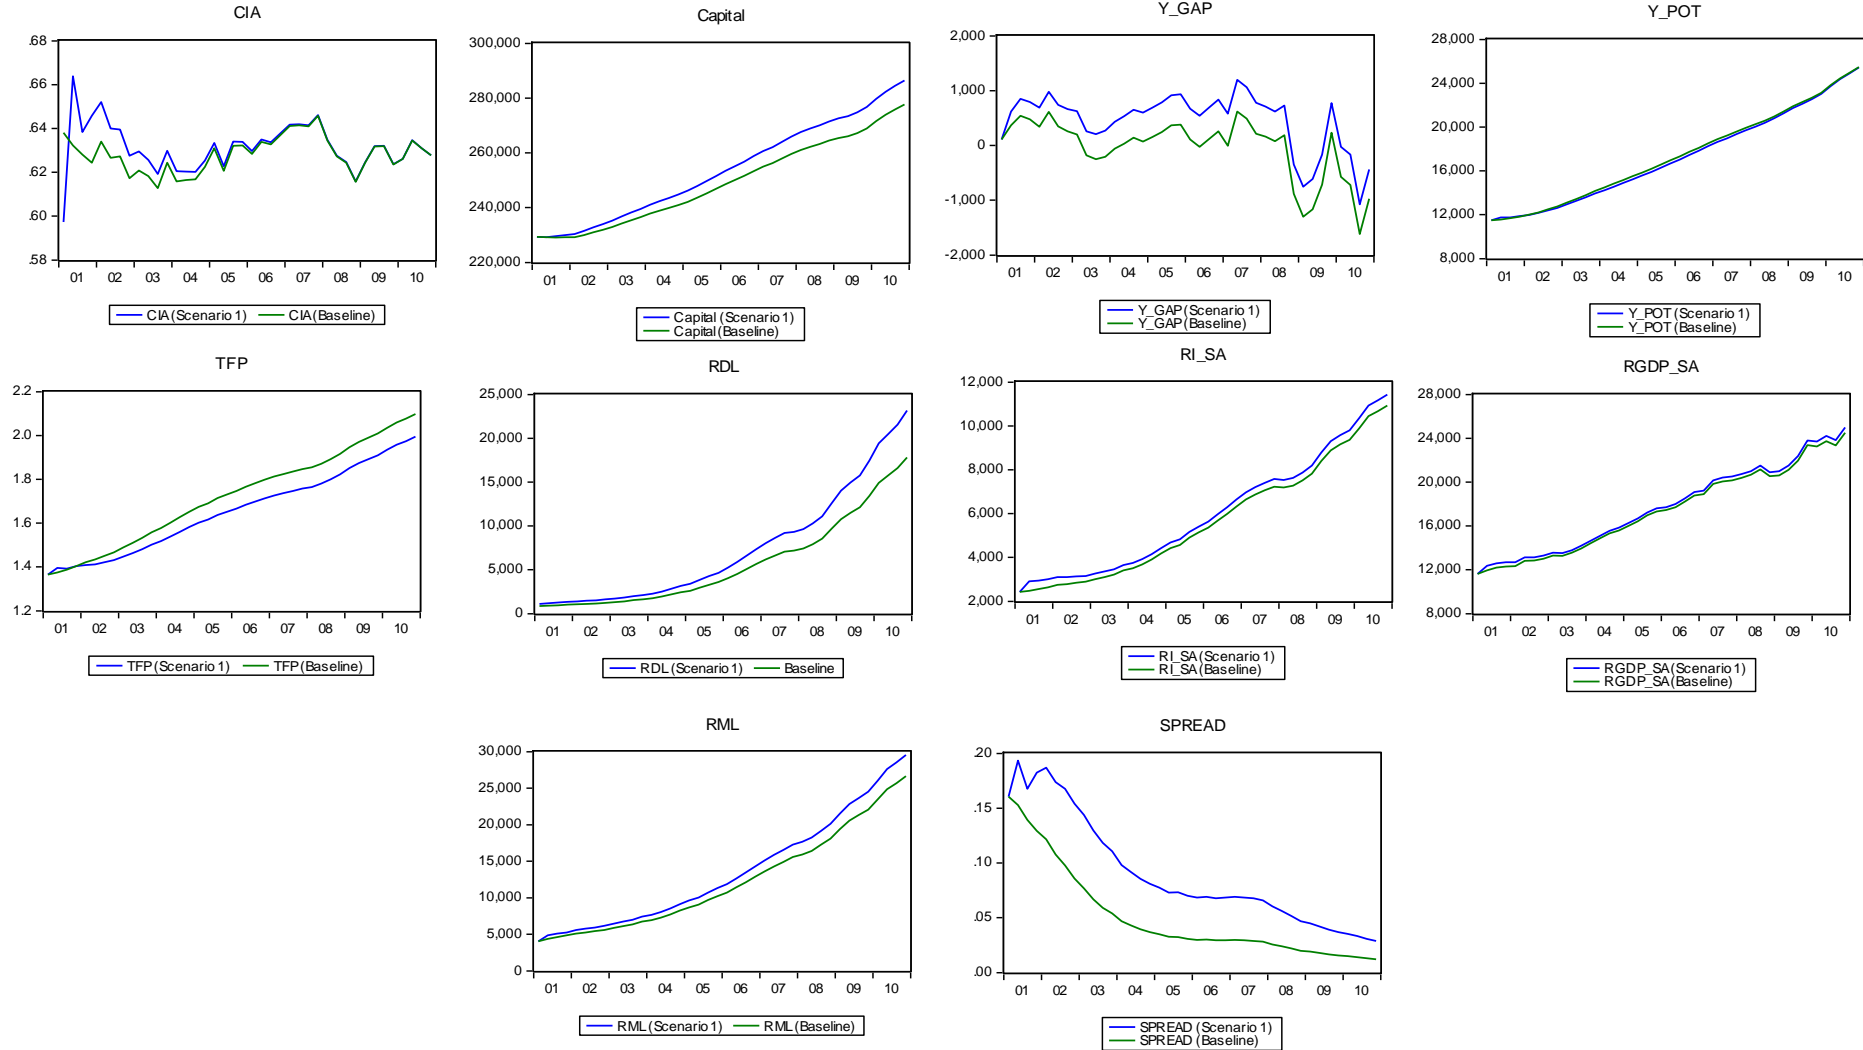 CIA
.68
.66
.64
.62
.60
.58
01 02 03 04 05 06 07 08 09 10
CIA (Scenario 1) CIA (Baseline)
Capital
300,000
280,000
260,000
240,000
220,000
01 02 03 04 05 06 07 08 09 10
Capital (Scenario 1)
Capital (Baseline)
Y_GAP
2,000
1,000
0
-1,000
-2,000
01 02 03 04 05 06 07 08 09 10
Y_GAP (Scenario 1)
Y_GAP (Baseline)
Y_POT
28,000
24,000
20,000
16,000
12,000
8,000
01 02 03 04 05 06 07 08 09 10
Y_POT (Scenario 1)
Y_POT (Baseline)
TFP
2.2
2.0
1.8
1.6
1.4
1.2
01 02 03 04 05 06 07 08 09 10
TFP (Scenario 1) TFP (Baseline)
RDL
25,000
20,000
15,000
10,000
5,000
0
01 02 03 04 05 06 07 08 09 10
RDL (Scenario 1) Baseline
RI_SA
12,000
10,000
8,000
6,000
4,000
2,000
01 02 03 04 05 06 07 08 09 10
RI_SA (Scenario 1)
RI_SA (Baseline)
RGDP_SA
28,000
24,000
20,000
16,000
12,000
8,000
01 02 03 04 05 06 07 08 09 10
RGDP_SA (Scenario 1)
RGDP_SA (Baseline)
RML
30,000
25,000
20,000
15,000
10,000
5,000
0
01 02 03 04 05 06 07 08 09 10
RML (Scenario 1) RML (Baseline)
SPREAD
.20
.15
.10
.05
.00
01 02 03 04 05 06 07 08 09 10
SPREAD (Scenario 1)
SPREAD (Baseline)